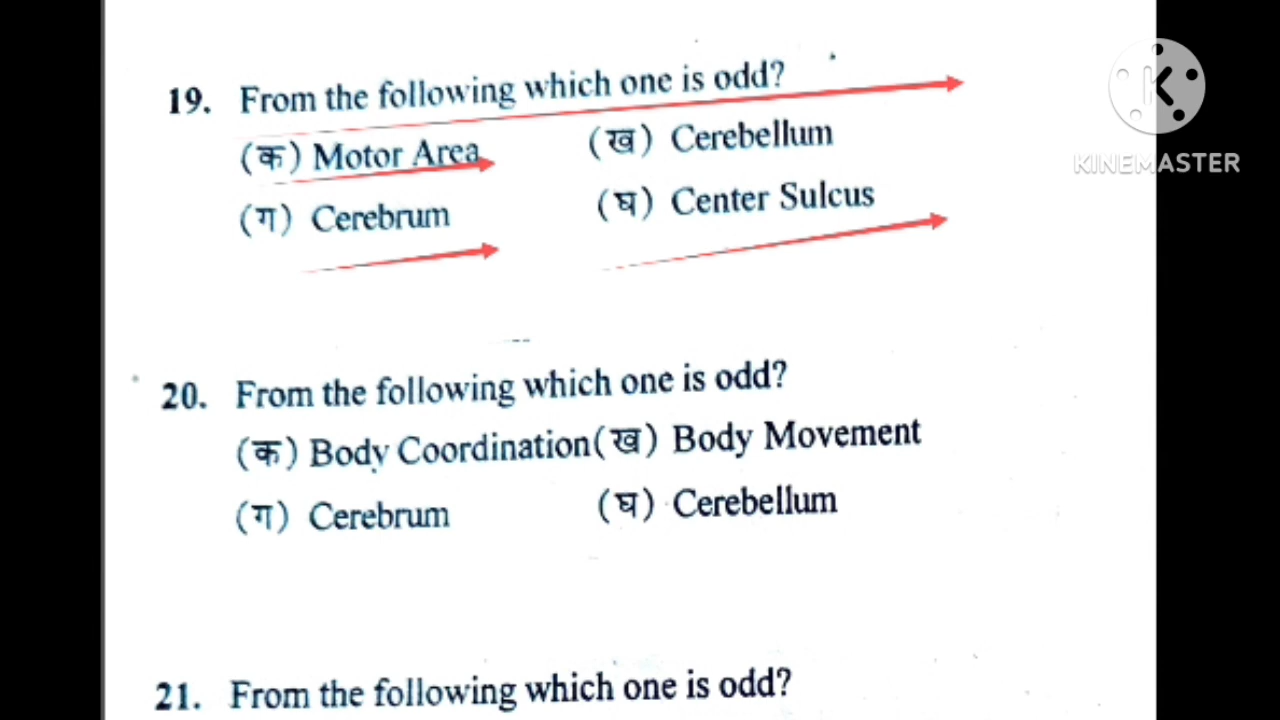 19. From the following which one is odd?
(क) Motor Area (ख) Cerebellum
(ग) Cerebrum (घ) Center Sulcus
20. From the following which one is odd?
(क) Body Coordination (ख) Body Movement
(ग) Cerebrum (घ) Cerebellum
21. From the following which one is odd?
KINEMASTER